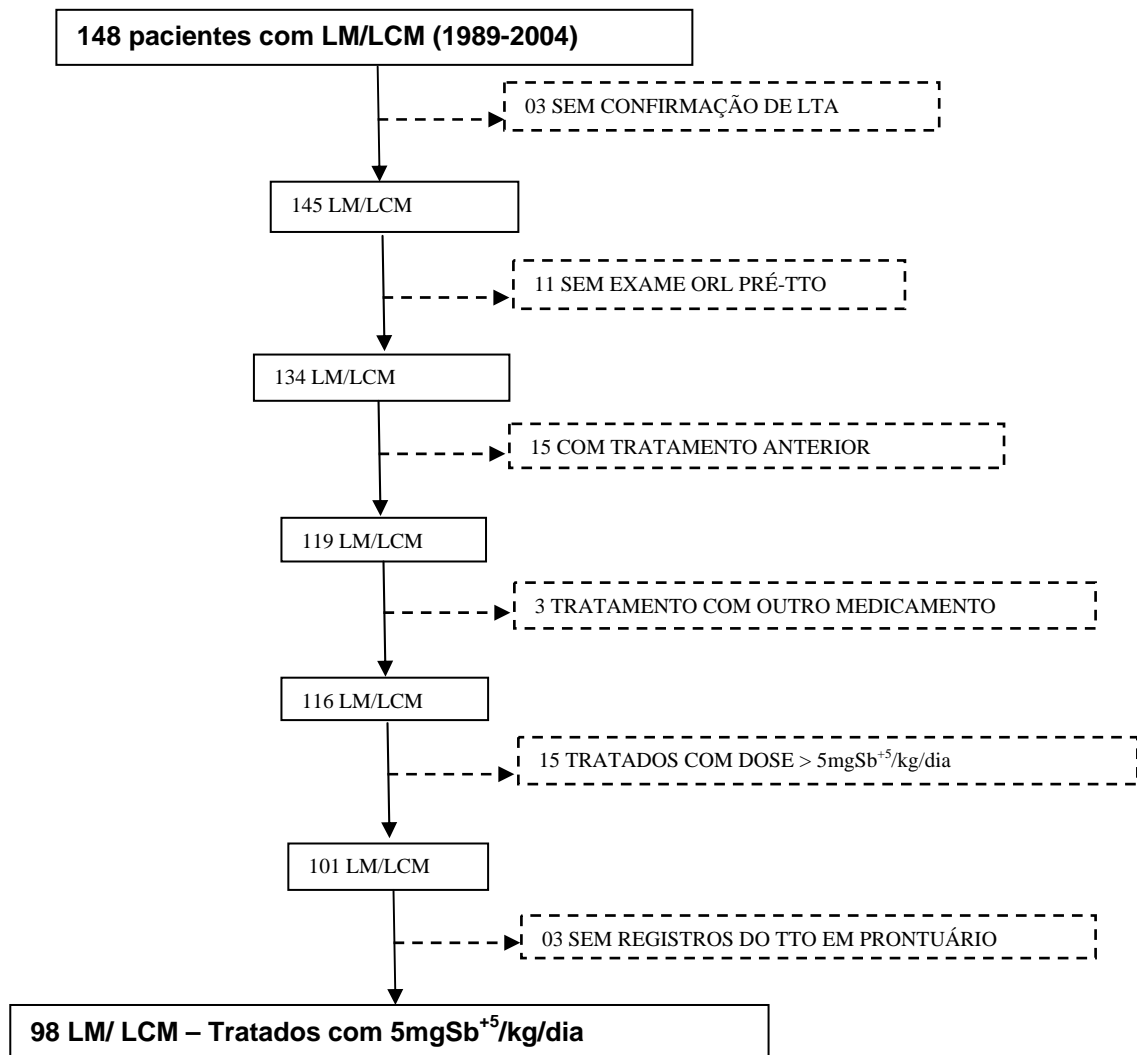 148 pacientes com LM/LCM (1989-2004)
03 SEM CONFIRMAÇÃO DE LTA
145 LM/LCM
11 SEM EXAME ORL PRÉ-TTO
134 LM/LCM
15 COM TRATAMENTO ANTERIOR
119 LM/LCM
3 TRATAMENTO COM OUTRO MEDICAMENTO
116 LM/LCM
15 TRATADOS COM DOSE > 5mgSb⁺⁵/kg/dia
101 LM/LCM
03 SEM REGISTROS DO TTO EM PRONTUÁRIO
98 LM/ LCM – Tratados com 5mgSb⁺⁵/kg/dia